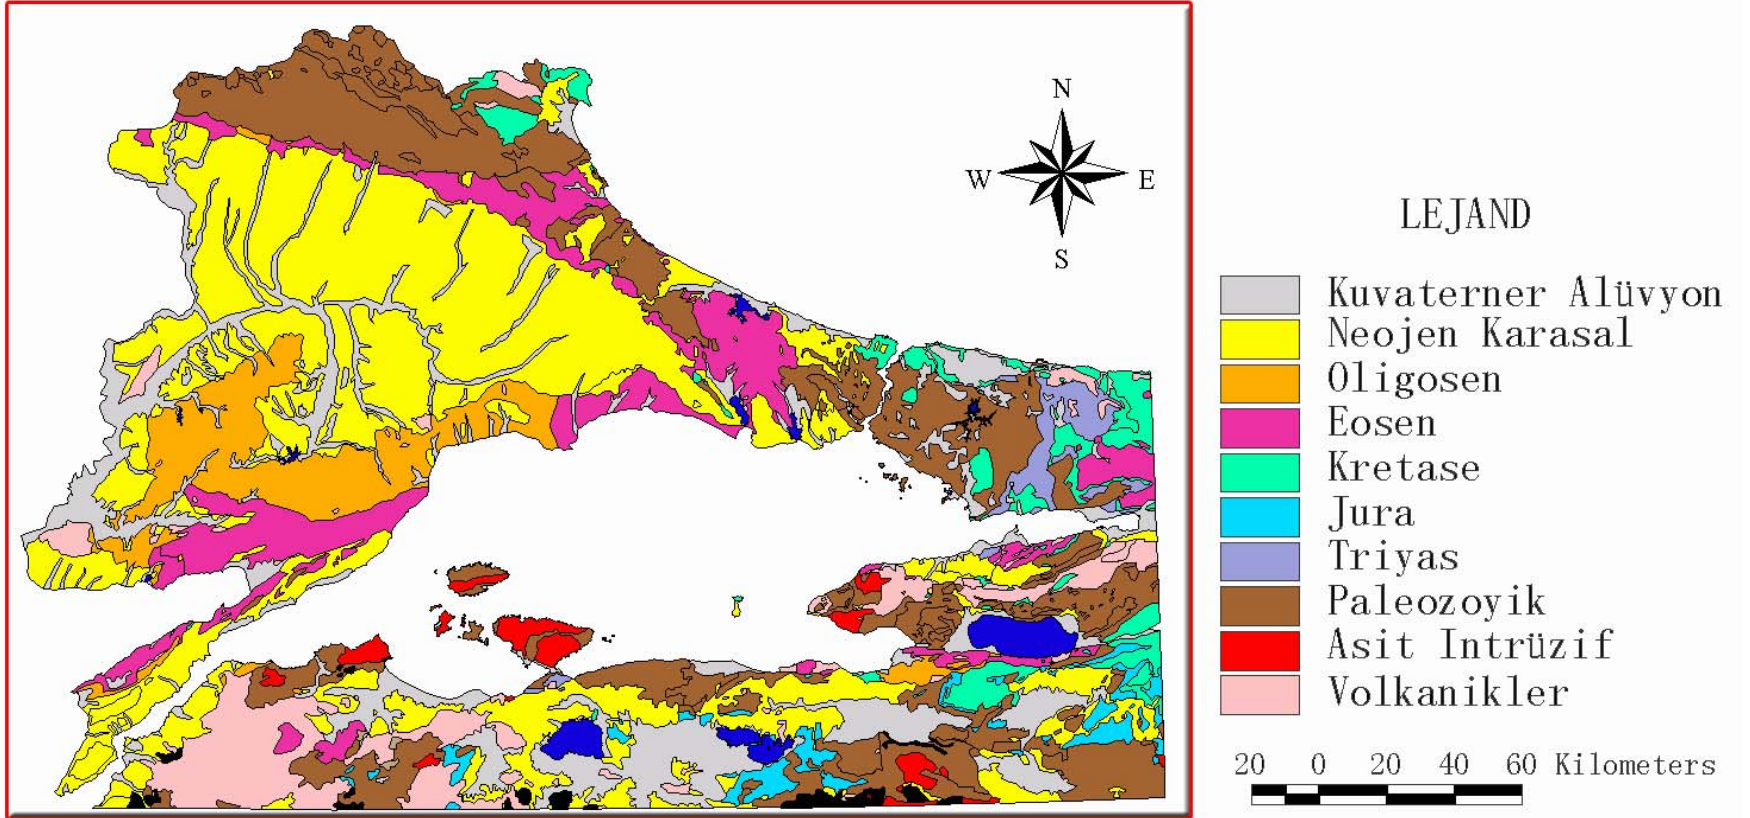 N
W
E
S
LEJAND
Kuvaterner Alüvyon
Neojen Karasal
Oligosen
Eosen
Kretase
Jura
Triyas
Paleozoyik
Asit Intrüzif
Volkanikler
20 0 20 40 60 Kilometers